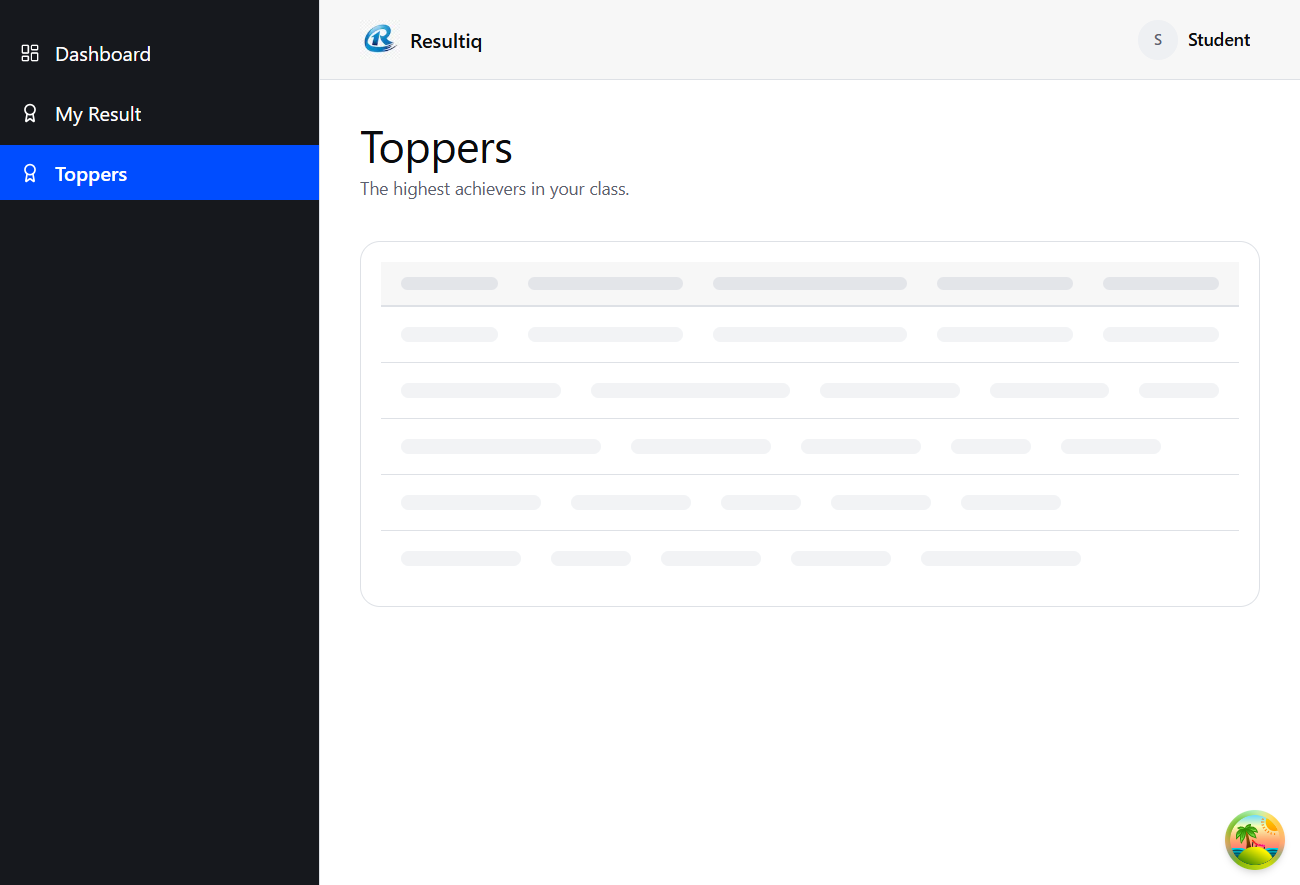 Dashboard
My Result
Toppers
Resultiq
S
Student
Toppers
The highest achievers in your class.